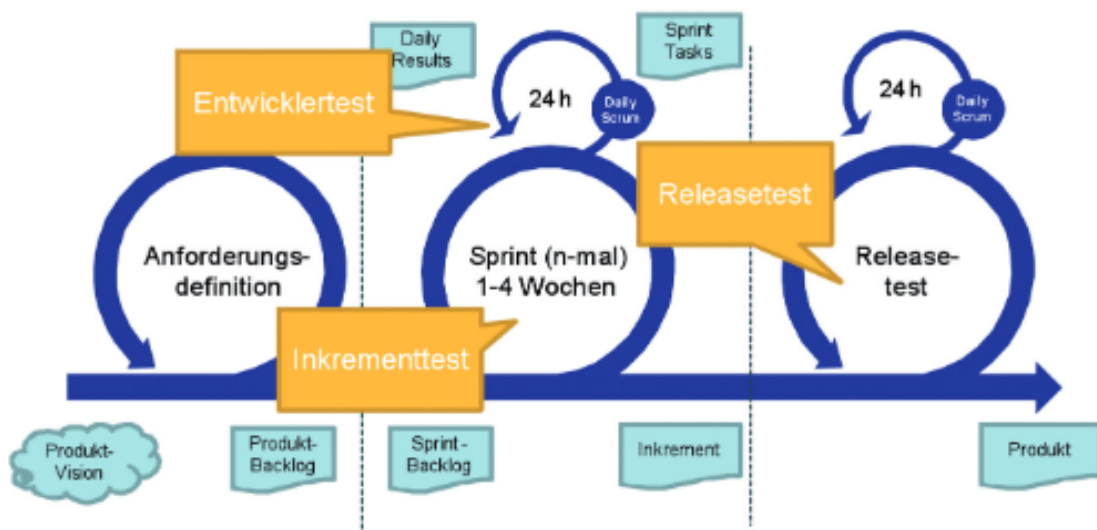 Daily
Results
Sprint
Tasks
Entwicklertest
24 h
Daily
Scrum
24 h
Daily
Scrum
Releasetest
Anforderungs-
definition
Sprint (n-mal)
1-4 Wochen
Release-
test
Inkrementtest
Produkt-
Vision
Produkt-
Backlog
Sprint-
Backlog
Inkrement
Produkt